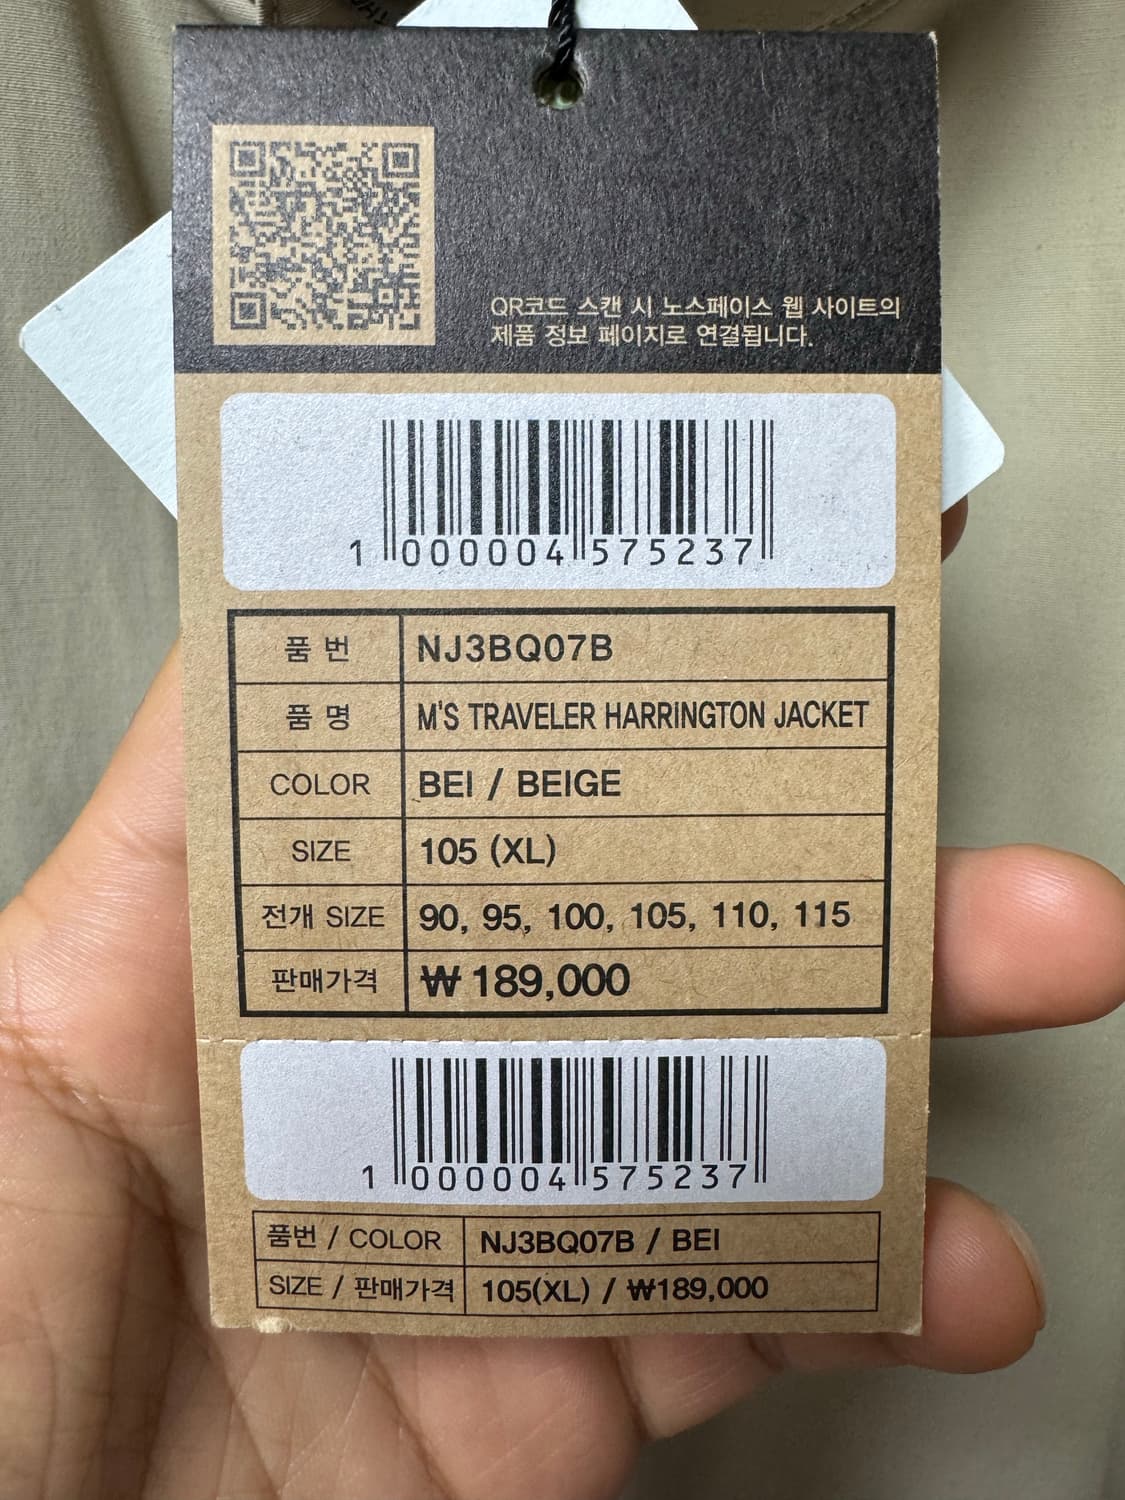 QR코드 스캔 시 노스페이스 웹 사이트의
제품 정보 페이지로 연결됩니다.
1 000004 575237
품 번 NJ3BQ07B
품 명 M'S TRAVELER HARRINGTON JACKET
COLOR BEI / BEIGE
SIZE 105 (XL)
전개 SIZE 90, 95, 100, 105, 110, 115
판매가격 ₩ 189,000
1 000004 575237
품번 / COLOR NJ3BQ07B / BEI
SIZE / 판매가격 105(XL) / ₩189,000